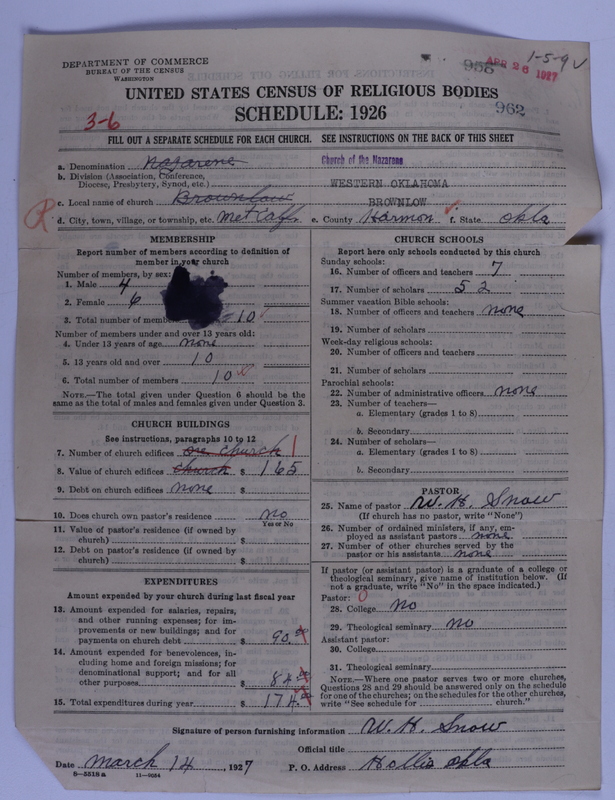 DEPARTMENT OF COMMERCE
BUREAU OF THE CENSUS
WASHINGTON
958
APR 26 1927
1-5-9
UNITED STATES CENSUS OF RELIGIOUS BODIES
SCHEDULE: 1926
962
3-6
FILL OUT A SEPARATE SCHEDULE FOR EACH CHURCH. SEE INSTRUCTIONS ON THE BACK OF THIS SHEET
a. Denomination Nazarene Church of the Nazarene
b. Division (Association, Conference,
Diocese, Presbytery, Synod, etc.) WESTERN OKLAHOMA
c. Local name of church Brownlow BROWNLOW
d. City, town, village, or township, etc. Metcalf e. County Harmon f. State Okla
MEMBERSHIP
Report number of members according to definition of
member in your church
Number of members, by sex:
1. Male 4
2. Female 6
3. Total number of memb = 10
Number of members under and over 13 years old:
4. Under 13 years of age none
5. 13 years old and over 10
6. Total number of members 10
NOTE.—The total given under Question 6 should be the
same as the total of males and females given under Question 3.
CHURCH BUILDINGS
See instructions, paragraphs 10 to 12
7. Number of church edifices one church 1
8. Value of church edifices church $ 165
9. Debt on church edifices none $
10. Does church own pastor's residence no
Yes or No
11. Value of pastor's residence (if owned by
church) $
12. Debt on pastor's residence (if owned by
church) $
EXPENDITURES
Amount expended by your church during last fiscal year
13. Amount expended for salaries, repairs,
and other running expenses; for im-
provements or new buildings; and for
payments on church debt $ 90.00
14. Amount expended for benevolences, in-
cluding home and foreign missions; for
denominational support; and for all
other purposes $ 84.00
15. Total expenditures during year $ 174.00
CHURCH SCHOOLS
Report here only schools conducted by this church
Sunday schools:
16. Number of officers and teachers 7
17. Number of scholars 52
Summer vacation Bible schools:
18. Number of officers and teachers none
19. Number of scholars
Week-day religious schools:
20. Number of officers and teachers
21. Number of scholars
Parochial schools:
22. Number of administrative officers none
23. Number of teachers—
a. Elementary (grades 1 to 8)
b. Secondary
24. Number of scholars—
a. Elementary (grades 1 to 8)
b. Secondary
PASTOR
25. Name of pastor W. H. Snow
(If church has no pastor, write "None")
26. Number of ordained ministers, if any, em-
ployed as assistant pastors none
27. Number of other churches served by the
pastor or his assistants none
If pastor (or assistant pastor) is a graduate of a college or
theological seminary, give name of institution below. (If
not a graduate, write "No" in the space indicated.)
Pastor: 0
28. College No
29. Theological seminary No
Assistant pastor:
30. College
31. Theological seminary
NOTE.—Where one pastor serves two or more churches,
Questions 28 and 29 should be answered only on the schedule
for one of the churches; on the schedules for the other churches,
write "See schedule for church."
Signature of person furnishing information W. H. Snow
Official title
Date March 14, 1927 P. O. Address Hollis Okla
8—5518a 11—9034